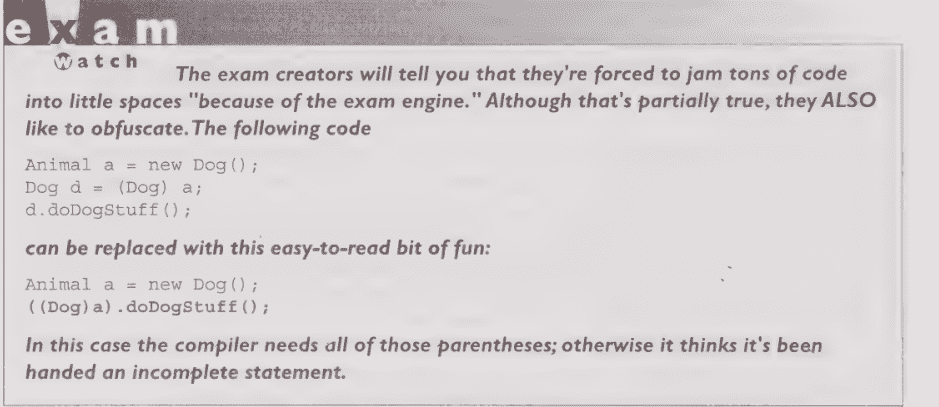 exam
watch
The exam creators will tell you that they're forced to jam tons of code
into little spaces "because of the exam engine." Although that's partially true, they ALSO
like to obfuscate. The following code
Animal a = new Dog();
Dog d = (Dog) a;
d.doDogStuff();
can be replaced with this easy-to-read bit of fun:
Animal a = new Dog();
((Dog)a).doDogStuff();
In this case the compiler needs all of those parentheses; otherwise it thinks it's been
handed an incomplete statement.